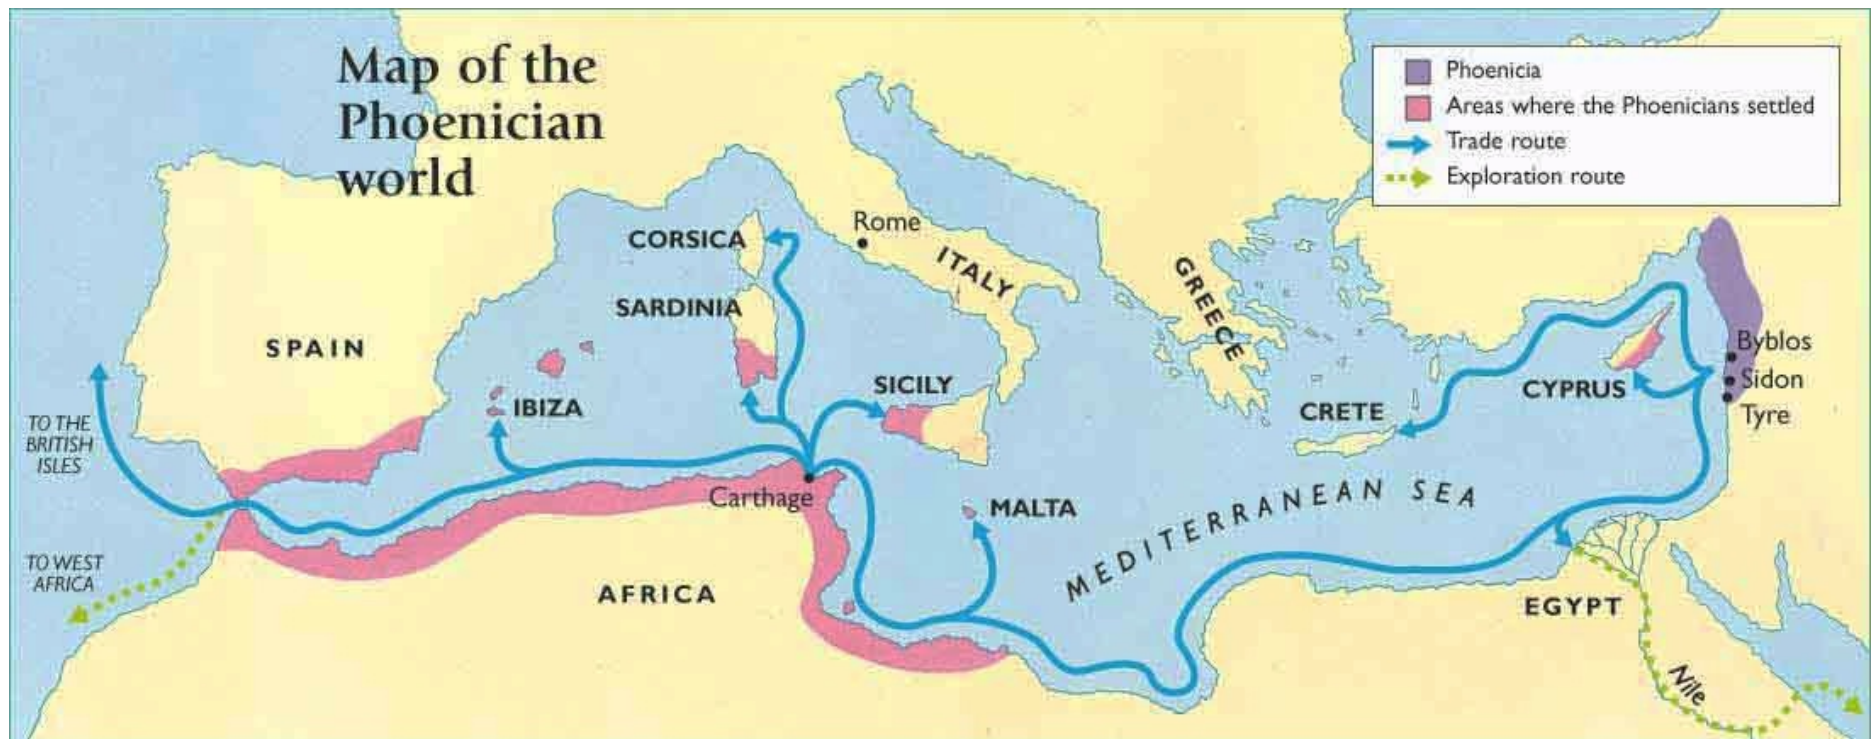 Map of the
Phoenician
world
Phoenicia
Areas where the Phoenicians settled
Trade route
Exploration route
CORSICA
Rome
ITALY
SARDINIA
GREECE
SPAIN
Byblos
SICILY
Sidon
CYPRUS
IBIZA
CRETE
Tyre
TO THE
BRITISH
ISLES
Carthage
MALTA
MEDITERRANEAN SEA
TO WEST
AFRICA
AFRICA
EGYPT
Nile